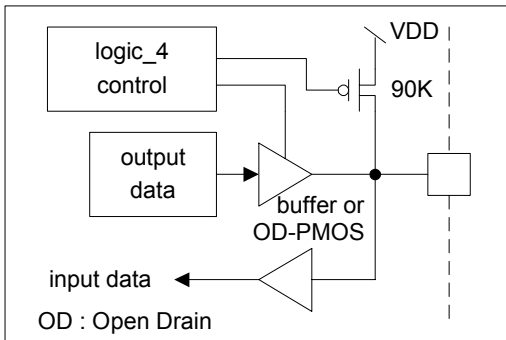 VDD
logic_4
control
90K
output
data
buffer or
OD-PMOS
input data
OD : Open Drain